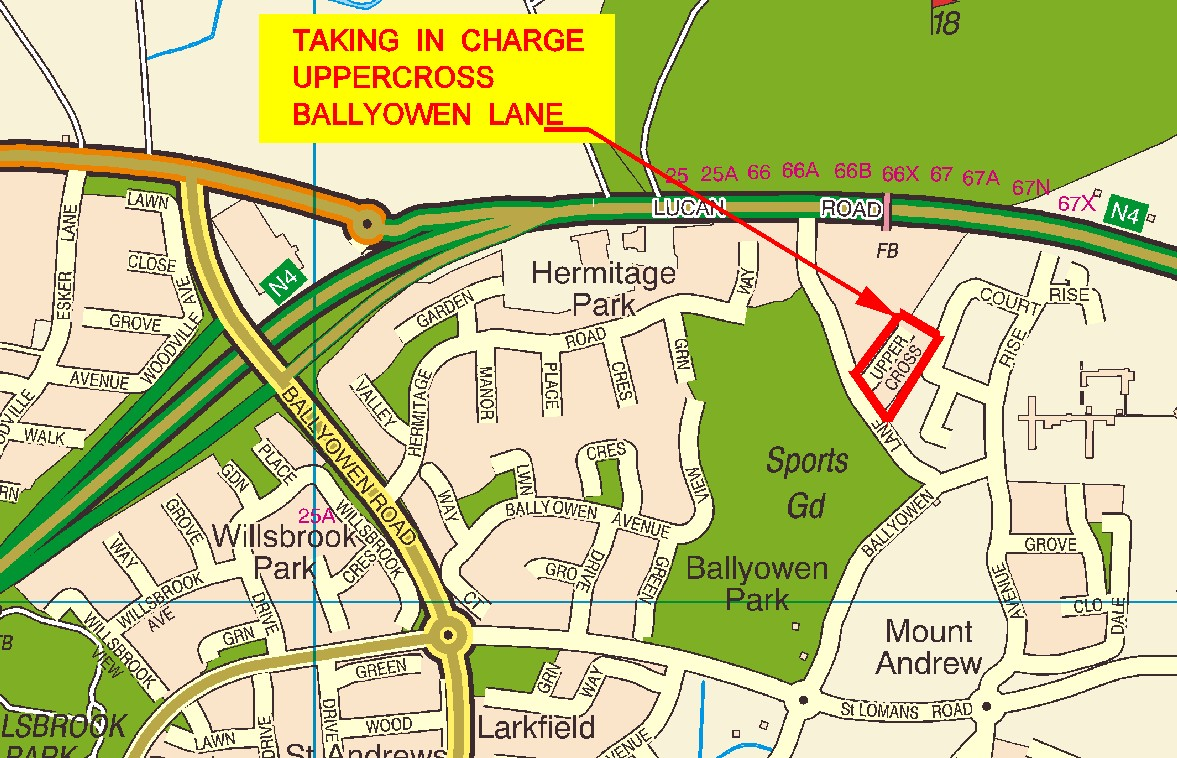 TAKING IN CHARGE
UPPERCROSS
BALLYOWEN LANE
18
25 25A 66 66A 66B 66X 67 67A 67N 67X
N4
LUCAN ROAD
FB
LAWN
ESKER LANE
CLOSE
GROVE
WOODVILLE AVE
AVENUE
WALK
N4
Hermitage
Park
GARDEN
ROAD
WAY
VALLEY
HERMITAGE
MANOR
PLACE
CRES
GRN
COURT
RISE
RISE
"UPPER
CROSS"
LANE
BALLYOWEN ROAD
Sports
Gd
PLACE
GDN
GROVE
25A
WILLSBROOK
CRES
Willsbrook
Park
WAY
WILLSBROOK
AVE
DRIVE
WILLSBROOK
VIEW
GRN
WAY
LWN
CRES
VIEW
BALLYOWEN AVENUE
GRO
DRIVE
GREEN
CH
Ballyowen
Park
BALLYOWEN
AVENUE
GROVE
CLO
DALE
Mount
Andrew
ST LOMANS ROAD
GREEN
WOOD
DRIVE
DRIVE
LAWN
St Andrews
Larkfield
GRN
WAY
AVENUE
LSBROOK
PARK